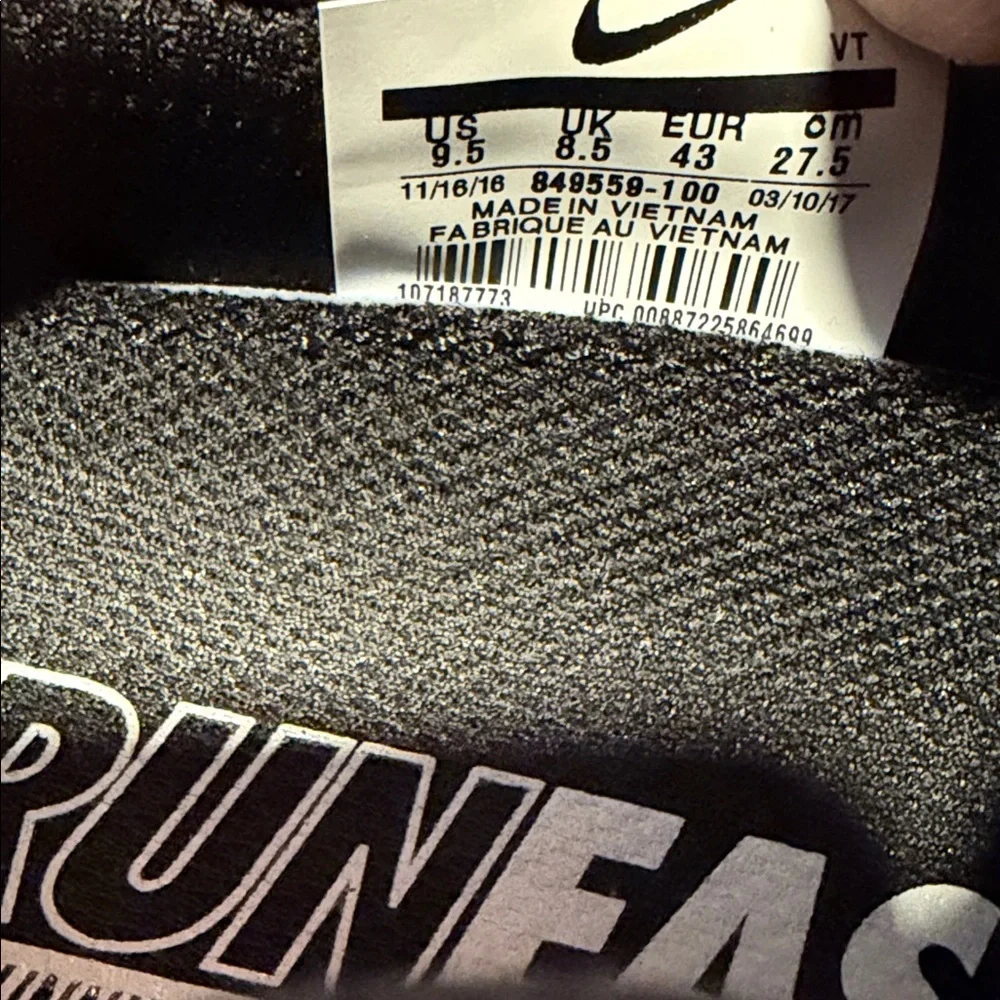 VT
US UK EUR cm
9.5 8.5 43 27.5
11/16/16 849559-100 03/10/17
MADE IN VIETNAM
FABRIQUE AU VIETNAM
107187773 UPC 00887225864699
RUNFAS